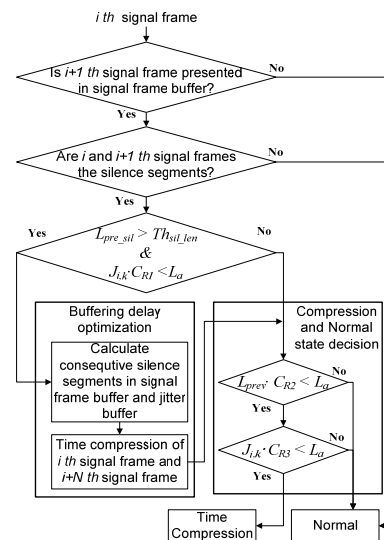 i th signal frame
Is i+1 th signal frame presented
in signal frame buffer?
No
Yes
Are i and i+1 th signal frames
the silence segments?
No
Yes
Yes
L_pre_sil > Th_sil_len
&
J_i,k·C_R1 < L_a
No
Buffering delay
optimization
Calculate
consequtive silence
segments in signal
frame buffer and jitter
buffer
Time compression of
i th signal frame and
i+N th signal frame
Compression
and Normal
state decision
L_prev· C_R2 < L_a
No
Yes
J_i,k·C_R3 < L_a
No
Yes
Time
Compression
Normal